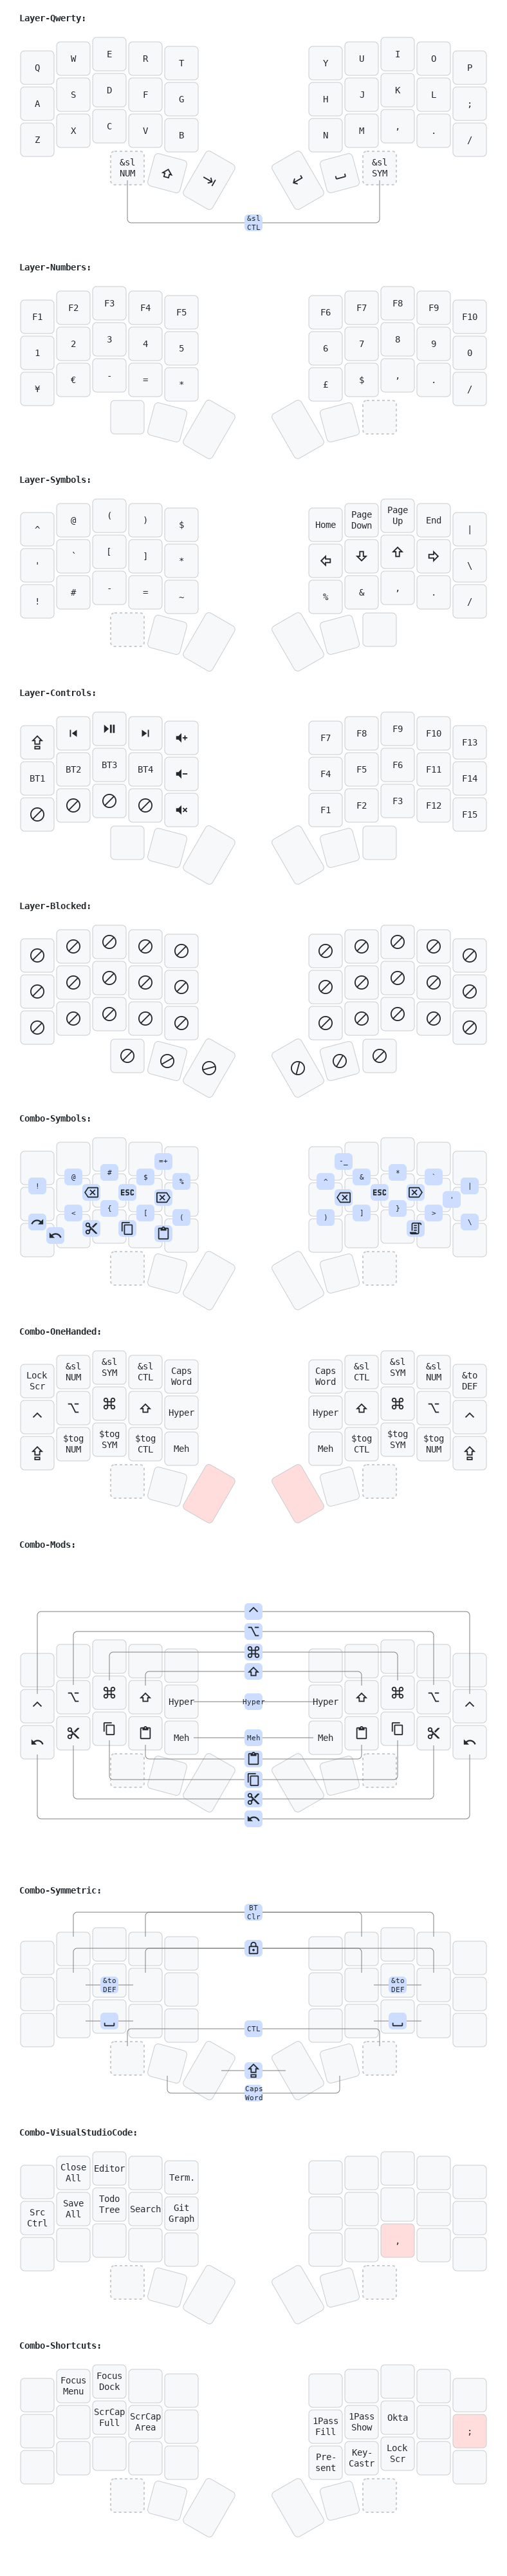 Layer-Qwerty:
Q W E R T Y U I O P
A S D F G H J K L ;
Z X C V B N M , . /
&sl NUM &sl SYM
&sl CTL
Layer-Numbers:
F1 F2 F3 F4 F5 F6 F7 F8 F9 F10
1 2 3 4 5 6 7 8 9 0
¥ € - = * £ $ , . /
Layer-Symbols:
^ @ ( ) $ Home Page Down Page Up End |
' ` [ ] * \
! # - = ~ % & , . /
Layer-Controls:
F7 F8 F9 F10 F13
BT1 BT2 BT3 BT4 F4 F5 F6 F11 F14
F1 F2 F3 F12 F15
Layer-Blocked:
Combo-Symbols:
=+ -_
! @ # $ % ^ & * ` |
ESC ESC '
< { [ ( ) ] } > \
Combo-OneHanded:
Lock Scr &sl NUM &sl SYM &sl CTL Caps Word Caps Word &sl CTL &sl SYM &sl NUM &to DEF
Hyper Hyper
$tog NUM $tog SYM $tog CTL Meh Meh $tog CTL $tog SYM $tog NUM
Combo-Mods:
Hyper Hyper Hyper
Meh Meh Meh
Combo-Symmetric:
BT Clr
&to DEF &to DEF
CTL
Caps Word
Combo-VisualStudioCode:
Close All Editor Term.
Src Ctrl Save All Todo Tree Search Git Graph
,
Combo-Shortcuts:
Focus Menu Focus Dock
ScrCap Full ScrCap Area 1Pass Fill 1Pass Show Okta ;
Pre- sent Key- Castr Lock Scr